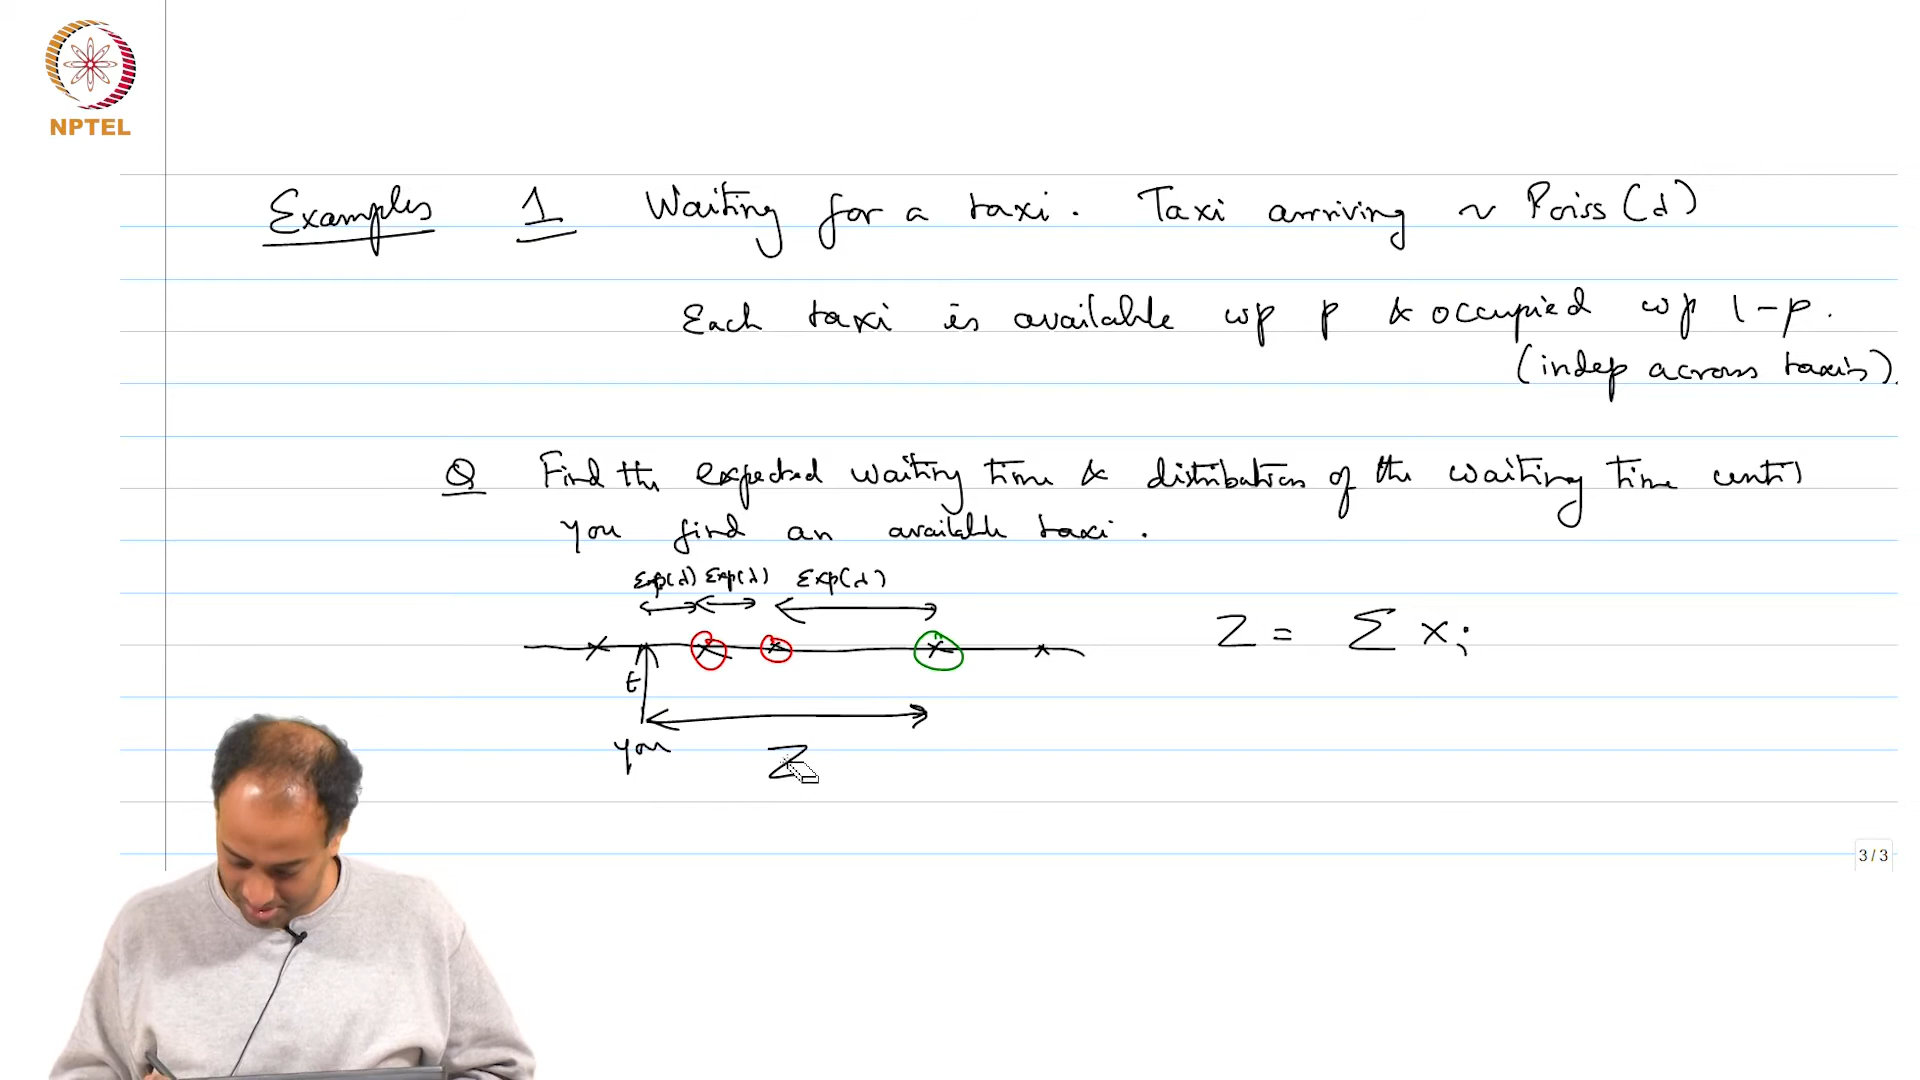 NPTEL
Examples 1 Waiting for a taxi. Taxi arriving ~ Poiss(λ)
Each taxi is available wp p & occupied wp 1-p.
(indep across taxis).
Q Find the expected waiting time & distribution of the waiting time until
you find an available taxi.
Exp(λ) Exp(λ) Exp(λ)
Z = Σ Xi
t
you
Z
3 / 3